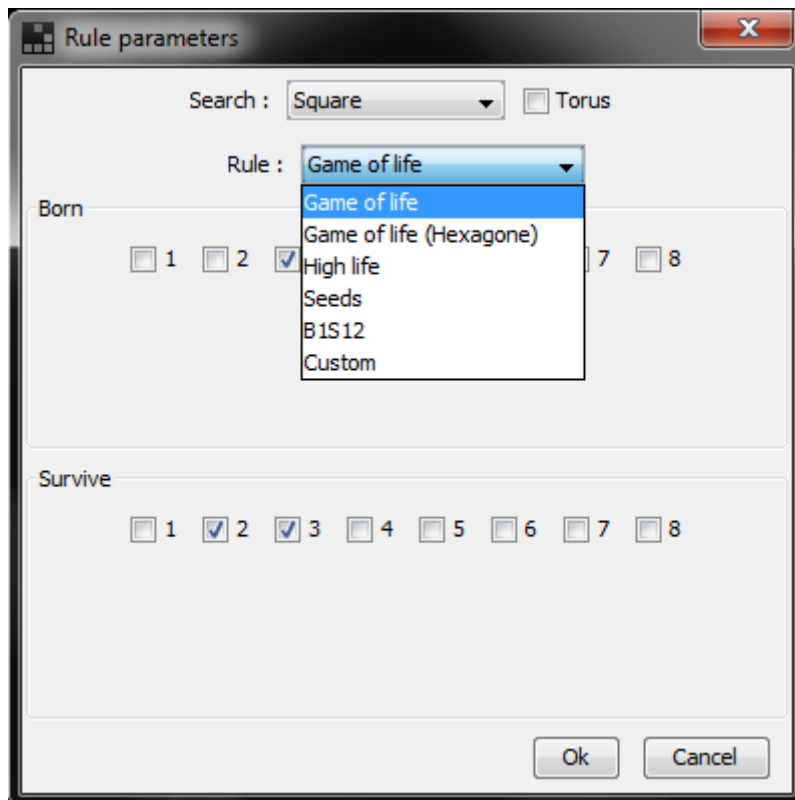 Rule parameters
Search : Square Torus
Rule : Game of life
Born
Game of life
Game of life (Hexagone)
1 2 7 8
High life
Seeds
B1S12
Custom
Survive
1 2 3 4 5 6 7 8
Ok Cancel